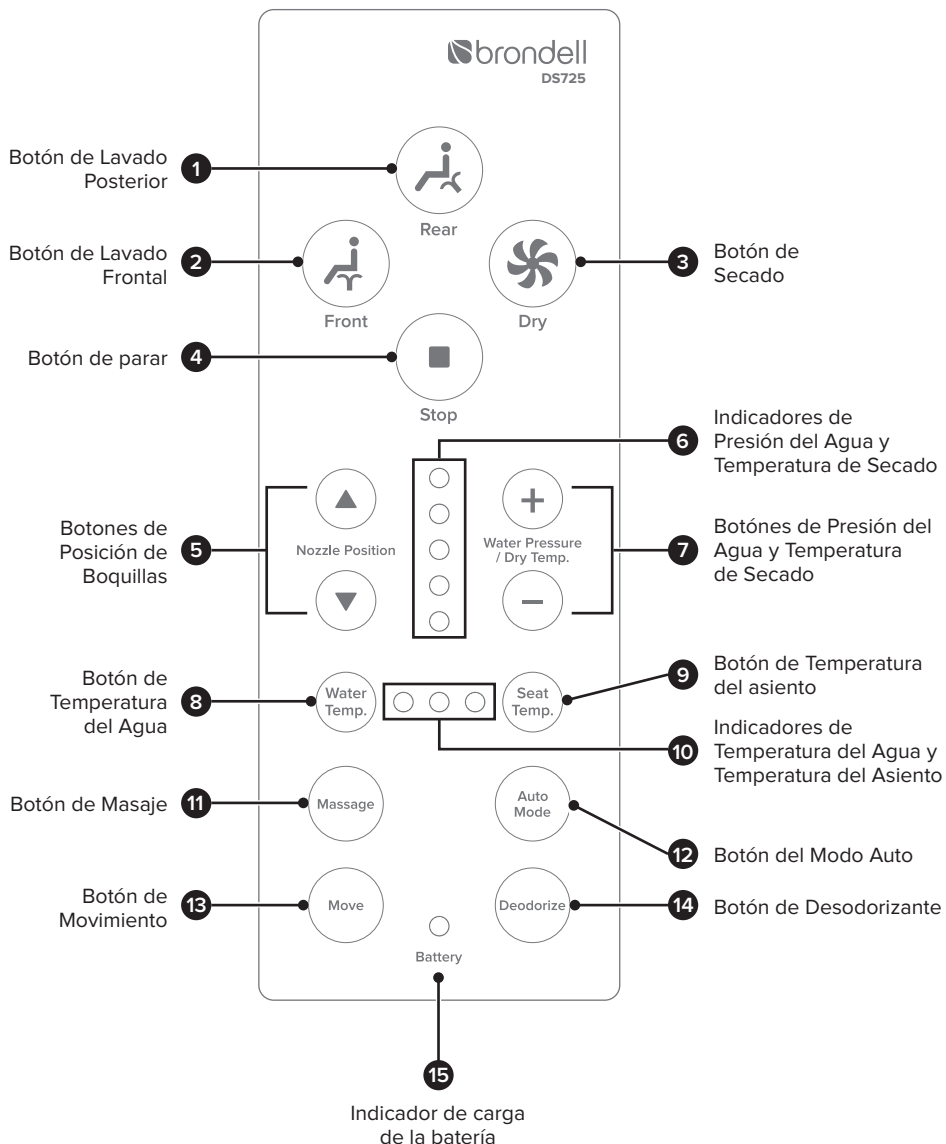 brondell
DS725
Botón de Lavado
Posterior
1
Rear
Botón de Lavado
Frontal
2
Front
3
Botón de
Secado
Dry
Botón de parar
4
Stop
6
Indicadores de
Presión del Agua y
Temperatura de Secado
Botones de
Posición de
Boquillas
5
Nozzle Position
Water Pressure
/ Dry Temp.
7
Botónes de Presión del
Agua y Temperatura
de Secado
Botón de
Temperatura
del Agua
8
Water
Temp.
Seat
Temp.
9
Botón de Temperatura
del asiento
10
Indicadores de
Temperatura del Agua y
Temperatura del Asiento
Botón de Masaje
11
Massage
Auto
Mode
12
Botón del Modo Auto
Botón de
Movimiento
13
Move
Deodorize
14
Botón de Desodorizante
Battery
15
Indicador de carga
de la batería